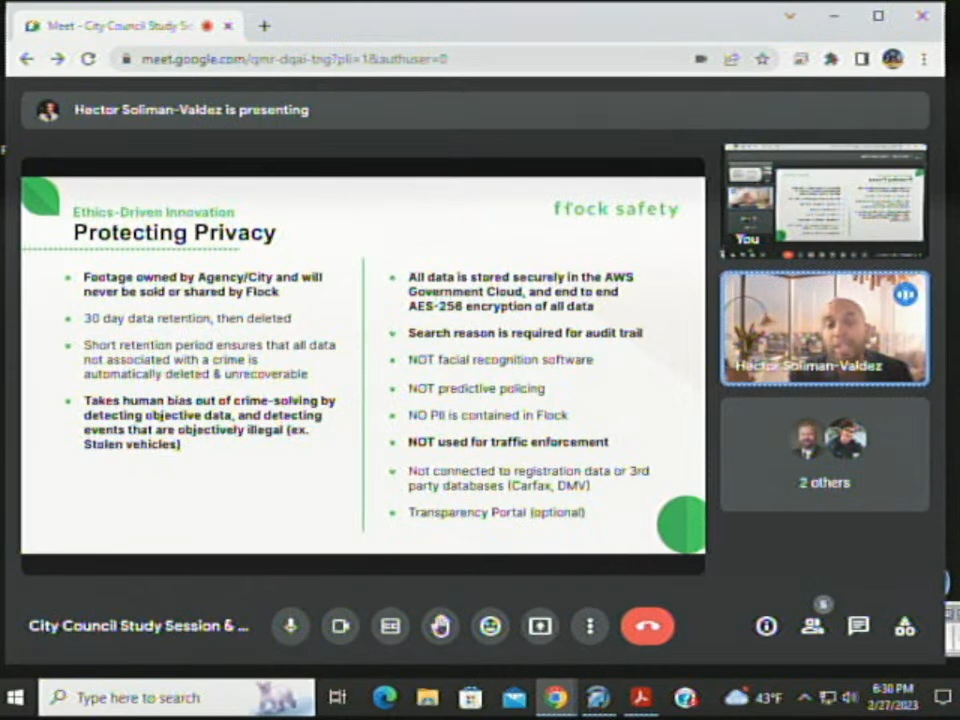 Meet - City Council Study Se
meet.google.com/qmr-dqai-tng?pli=1&authuser=0
Hector Soliman-Valdez is presenting
Ethics-Driven Innovation
Protecting Privacy
ffock safety
Footage owned by Agency/City and will
never be sold or shared by Flock
30 day data retention, then deleted
Short retention period ensures that all data
not associated with a crime is
automatically deleted & unrecoverable
Takes human bias out of crime-solving by
detecting objective data, and detecting
events that are objectively illegal (ex.
Stolen vehicles)
All data is stored securely in the AWS
Government Cloud, and end to end
AES-256 encryption of all data
Search reason is required for audit trail
NOT facial recognition software
NOT predictive policing
NO PII is contained in Flock
NOT used for traffic enforcement
Not connected to registration data or 3rd
party databases (Carfax, DMV)
Transparency Portal (optional)
You
Hector Soliman-Valdez
2 others
City Council Study Session & ...
5
Type here to search
43°F
6:30 PM
2/27/2023